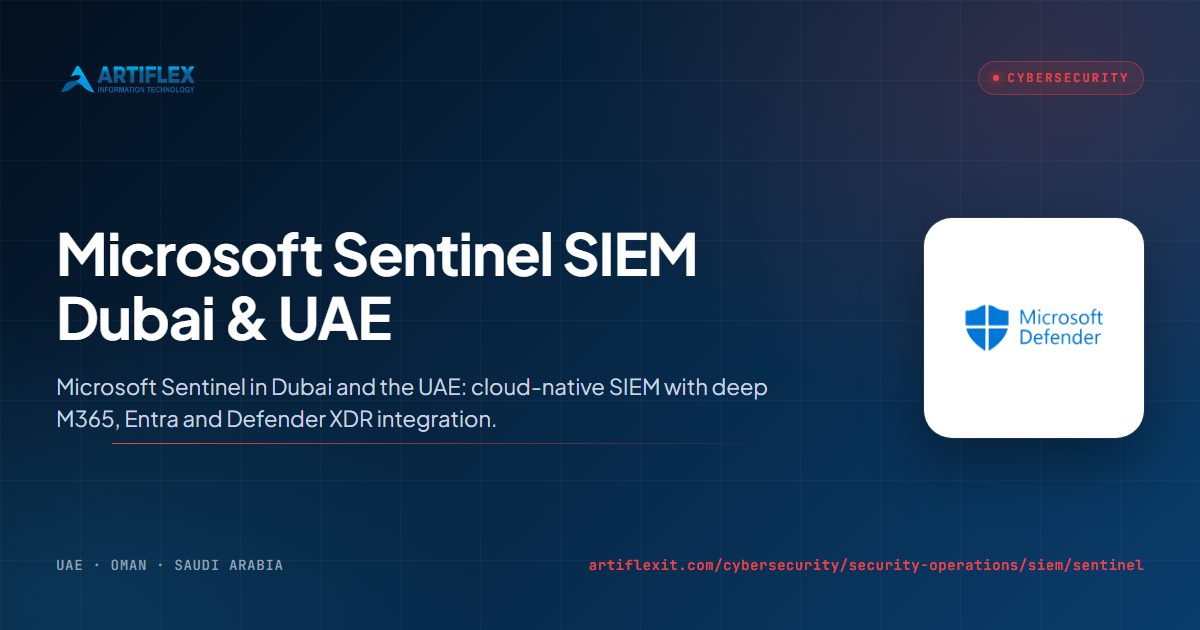 ARTIFLEX
INFORMATION TECHNOLOGY
CYBERSECURITY
Microsoft Sentinel SIEM
Dubai & UAE
Microsoft Sentinel in Dubai and the UAE: cloud-native SIEM with deep
M365, Entra and Defender XDR integration.
Microsoft
Defender
UAE · OMAN · SAUDI ARABIA
artiflexit.com/cybersecurity/security-operations/siem/sentinel